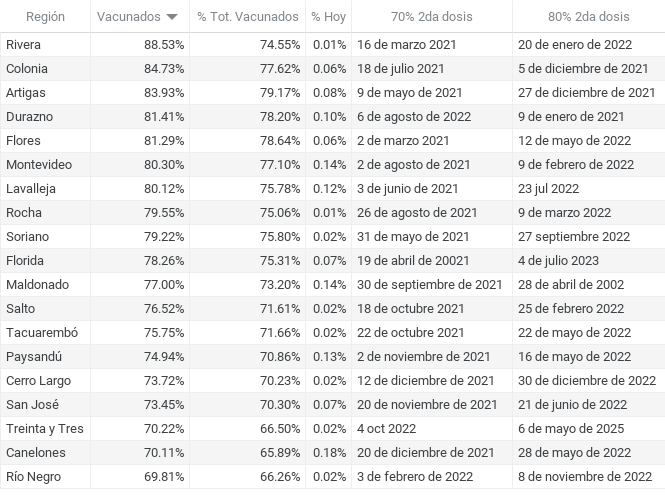 Región Vacunados % Tot. Vacunados % Hoy 70% 2da dosis 80% 2da dosis
Rivera 88.53% 74.55% 0.01% 16 de marzo 2021 20 de enero de 2022
Colonia 84.73% 77.62% 0.06% 18 de julio 2021 5 de diciembre de 2021
Artigas 83.93% 79.17% 0.08% 9 de mayo de 2021 27 de diciembre de 2021
Durazno 81.41% 78.20% 0.10% 6 de agosto de 2022 9 de enero de 2021
Flores 81.29% 78.64% 0.06% 2 de marzo 2021 12 de mayo de 2022
Montevideo 80.30% 77.10% 0.14% 2 de agosto de 2021 9 de febrero de 2022
Lavalleja 80.12% 75.78% 0.12% 3 de junio de 2021 23 jul 2022
Rocha 79.55% 75.06% 0.01% 26 de agosto de 2021 9 de marzo 2022
Soriano 79.22% 75.80% 0.02% 31 de mayo de 2021 27 septiembre de 2022
Florida 78.26% 75.31% 0.07% 19 de abril de 20021 4 de julio 2023
Maldonado 77.00% 73.20% 0.14% 30 de septiembre de 2021 28 de abril de 2002
Salto 76.52% 71.61% 0.02% 18 de octubre 2021 25 de febrero de 2022
Tacuarembó 75.75% 71.66% 0.02% 22 de octubre 2021 22 de mayo de 2022
Paysandú 74.94% 70.86% 0.13% 2 de noviembre de 2021 16 de mayo de 2022
Cerro Largo 73.72% 70.23% 0.02% 12 de diciembre de 2021 30 de diciembre de 2022
San José 73.45% 70.30% 0.07% 20 de noviembre de 2021 21 de junio de 2022
Treinta y Tres 70.22% 66.50% 0.02% 4 oct 2022 6 de mayo de 2025
Canelones 70.11% 65.89% 0.18% 20 de diciembre de 2021 28 de mayo de 2022
Río Negro 69.81% 66.26% 0.02% 3 de febrero de 2022 8 de noviembre de 2022